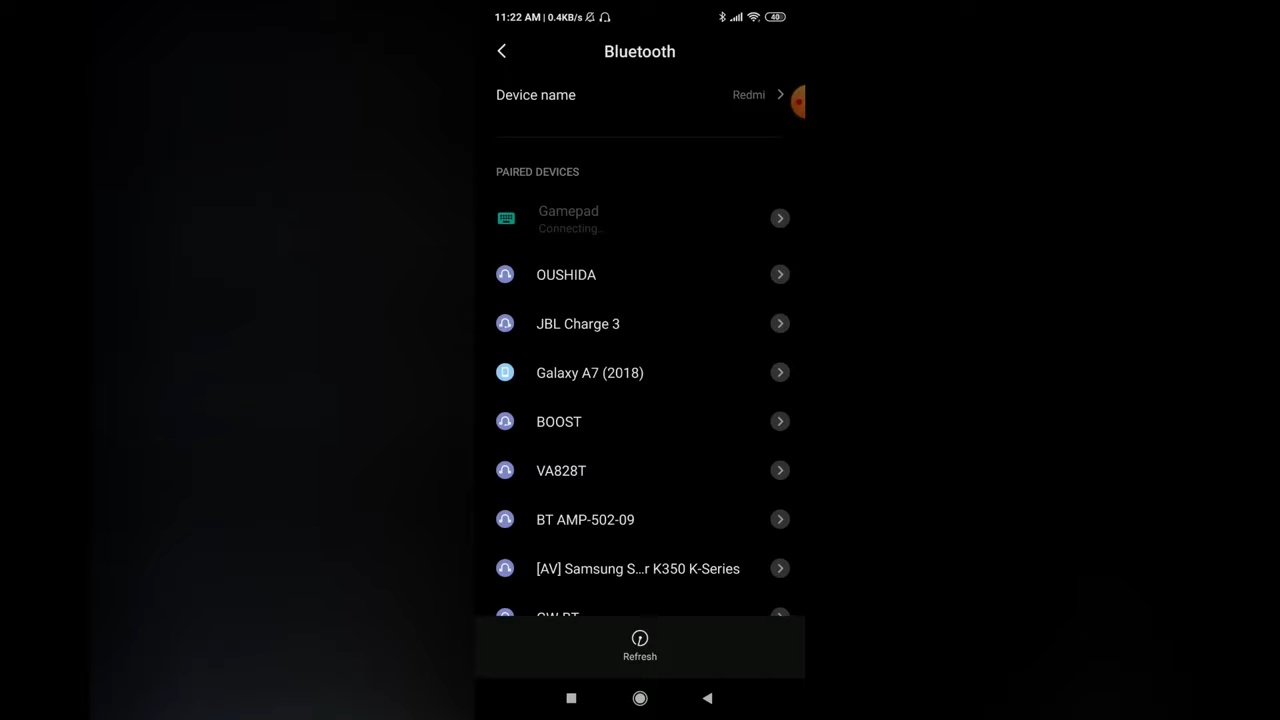 11:22 AM | 0.4KB/s
40
Bluetooth
Device name
Redmi
PAIRED DEVICES
Gamepad
Connecting..
OUSHIDA
JBL Charge 3
Galaxy A7 (2018)
BOOST
VA828T
BT AMP-502-09
[AV] Samsung S...r K350 K-Series
Refresh